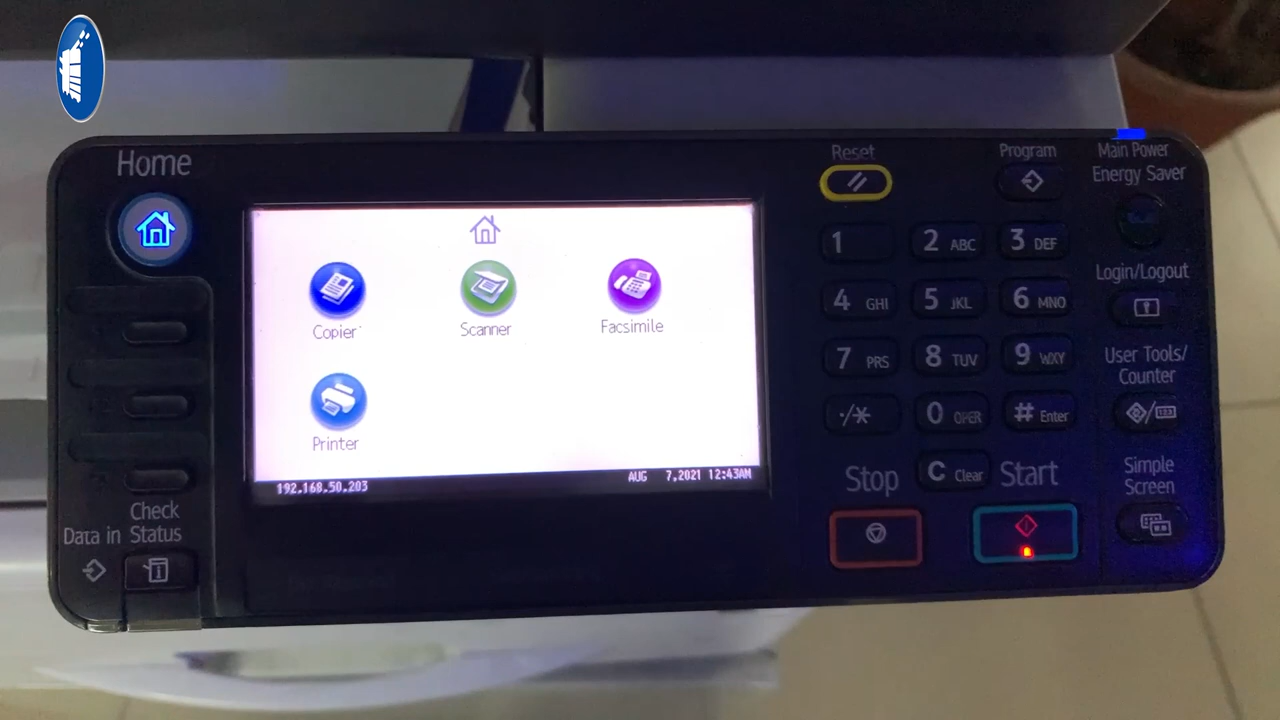 Home
Copier
Scanner
Facsimile
Printer
192.168.50.203
AUG 7,2021 12:43AM
Check
Data in Status
Reset
Program
Main Power
Energy Saver
1
2 ABC
3 DEF
Login/Logout
4 GHI
5 JKL
6 MNO
User Tools/
Counter
7 PRS
8 TUV
9 WXY
·/*
0 OPER
# Enter
Stop
C Clear
Start
Simple
Screen